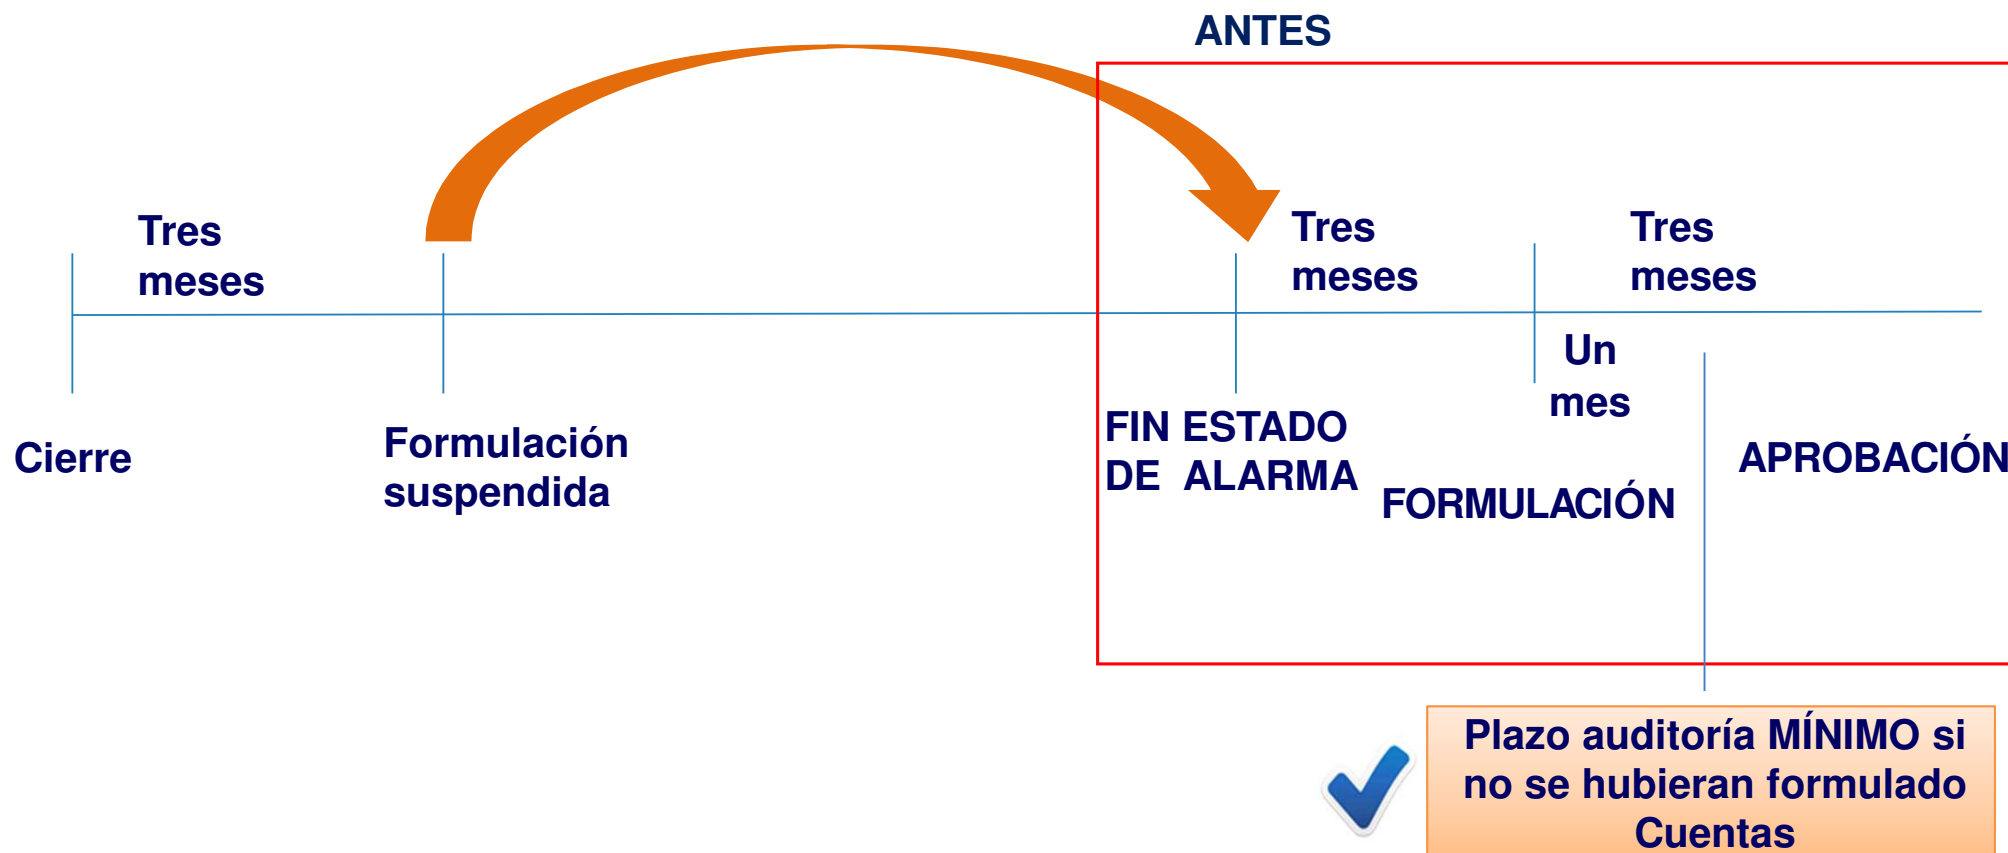 ANTES
Tres
meses
Tres
meses
Tres
meses
Un
mes
Cierre
Formulación
suspendida
FIN ESTADO
DE ALARMA
FORMULACIÓN
APROBACIÓN
Plazo auditoría MÍNIMO si
no se hubieran formulado
Cuentas